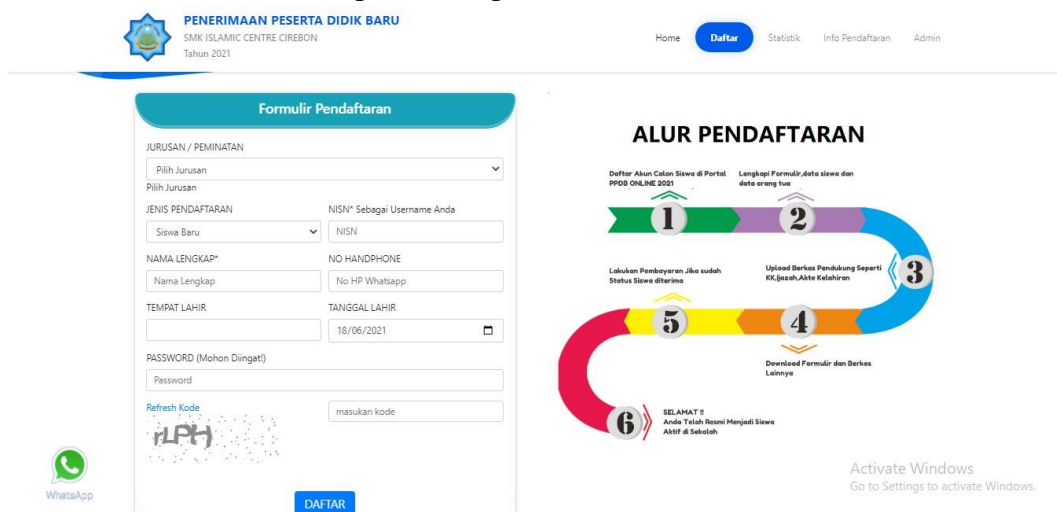 PENERIMAAN PESERTA DIDIK BARU
SMK ISLAMIC CENTRE CIREBON
Tahun 2021
Home Daftar Statistik Info Pendaftaran Admin
Formulir Pendaftaran
JURUSAN / PEMINATAN
Pilih Jurusan
Pilih Jurusan
JENIS PENDAFTARAN NISN* Sebagai Username Anda
Siswa Baru NISN
NAMA LENGKAP* NO HANDPHONE
Nama Lengkap No HP Whatsapp
TEMPAT LAHIR TANGGAL LAHIR
18/06/2021
PASSWORD (Mohon Diingat!)
Password
Refresh Kode masukan kode
rLPH
DAFTAR
WhatsApp
ALUR PENDAFTARAN
Daftar Akun Calon Siswa di Portal
PPDB ONLINE 2021
1
Lengkapi Formulir,data siswa dan
data orang tua
2
3
Upload Berkas Pendukung Seperti
KK,Ijazah,Akte Kelahiran
4
Download Formulir dan Berkas
Lainnya
Lakukan Pembayaran Jika sudah
Status Siswa diterima
5
6
SELAMAT !!
Anda Telah Resmi Menjadi Siswa
Aktif di Sekolah
Activate Windows
Go to Settings to activate Windows.